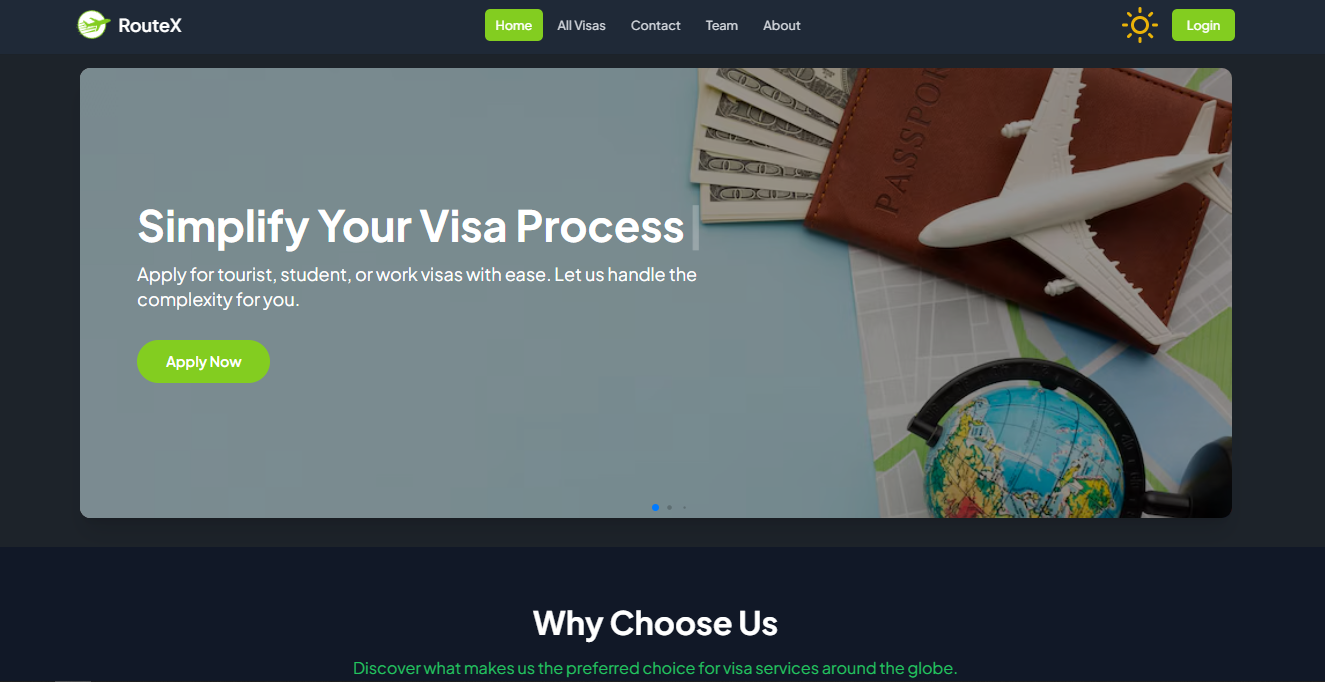 RouteX
Home
All Visas
Contact
Team
About
Login
PASSPOR
Simplify Your Visa Process
Apply for tourist, student, or work visas with ease. Let us handle the
complexity for you.
Apply Now
Why Choose Us
Discover what makes us the preferred choice for visa services around the globe.